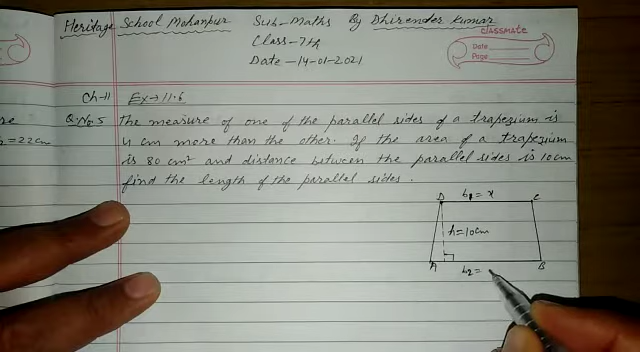 Heritage School Mohanpur Sub-Maths By Dhirender Kumar
Class-7th
Date-14-01-2021
classmate
Date
Page
Ch-11 Ex→11.6
Q.No.5 The measure of one of the parallel sides of a trapezium is
4 cm more than the other. If the area of a trapezium
is 80 cm² and distance between the parallel sides is 10cm
find the length of the parallel sides.
= 22cm
D b₁= x C
h=10cm
A b₂= B